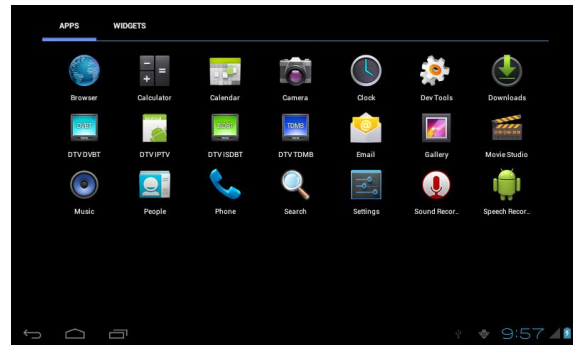 APPS WIDGETS
Browser Calculator Calendar Camera Clock Dev Tools Downloads
DVBT ISDBT TDMB
DTV DVBT DTV IPTV DTV ISDBT DTV TDMB Email Gallery Movie Studio
Music People Phone Search Settings Sound Recor.. Speech Recor..
9:57